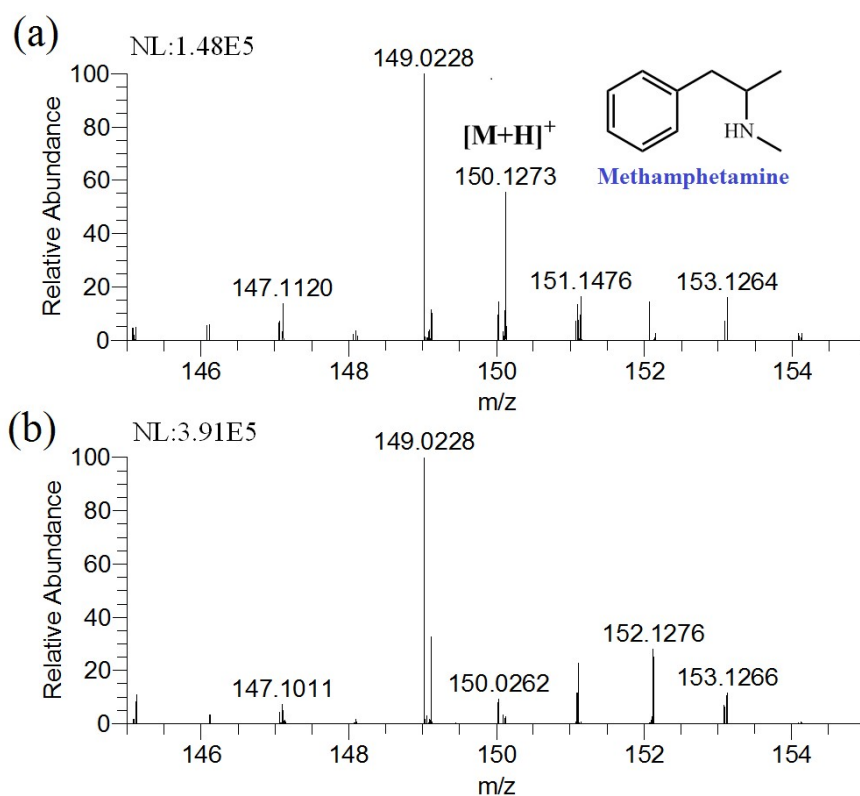 (a)
NL:1.48E5
149.0228
[M+H]+
150.1273
HN
Methamphetamine
147.1120
151.1476
153.1264
Relative Abundance
100
80
60
40
20
0
146
148
150
152
154
m/z
(b)
NL:3.91E5
149.0228
152.1276
147.1011
150.0262
153.1266
Relative Abundance
100
80
60
40
20
0
146
148
150
152
154
m/z